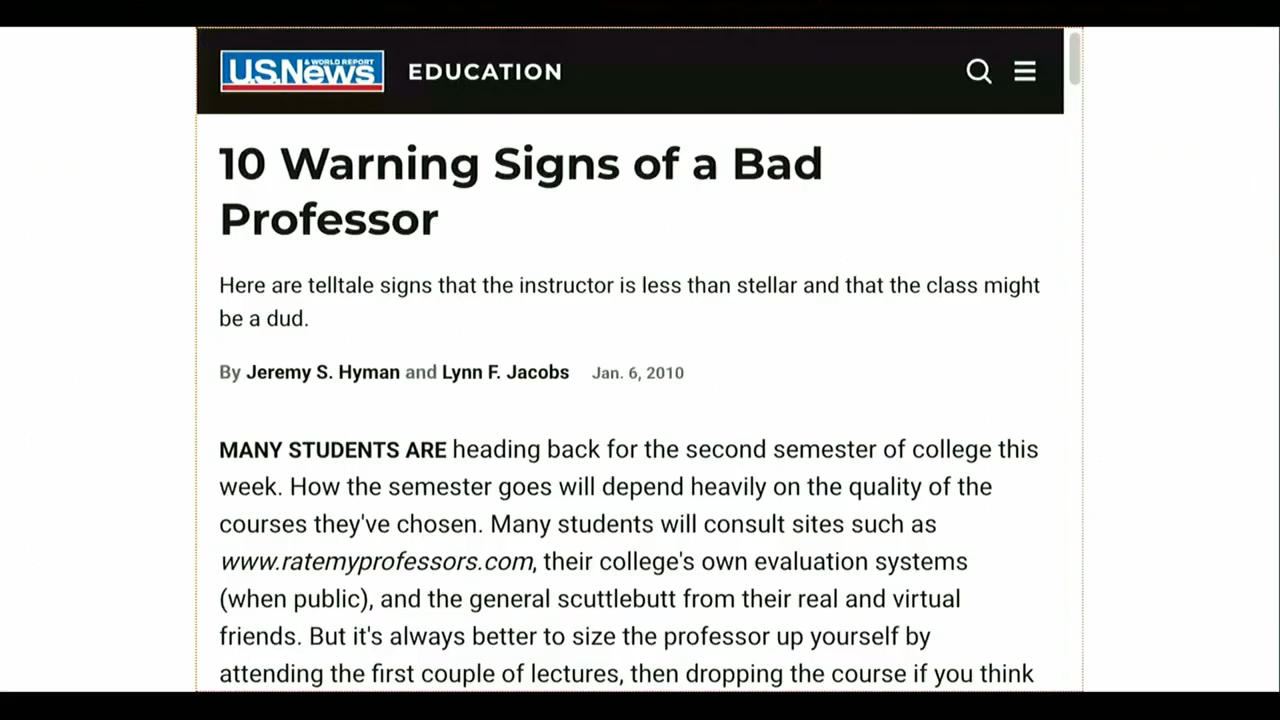 U.S.News & WORLD REPORT
EDUCATION
10 Warning Signs of a Bad
Professor
Here are telltale signs that the instructor is less than stellar and that the class might
be a dud.
By Jeremy S. Hyman and Lynn F. Jacobs Jan. 6, 2010
MANY STUDENTS ARE heading back for the second semester of college this
week. How the semester goes will depend heavily on the quality of the
courses they've chosen. Many students will consult sites such as
www.ratemyprofessors.com, their college's own evaluation systems
(when public), and the general scuttlebutt from their real and virtual
friends. But it's always better to size the professor up yourself by
attending the first couple of lectures, then dropping the course if you think